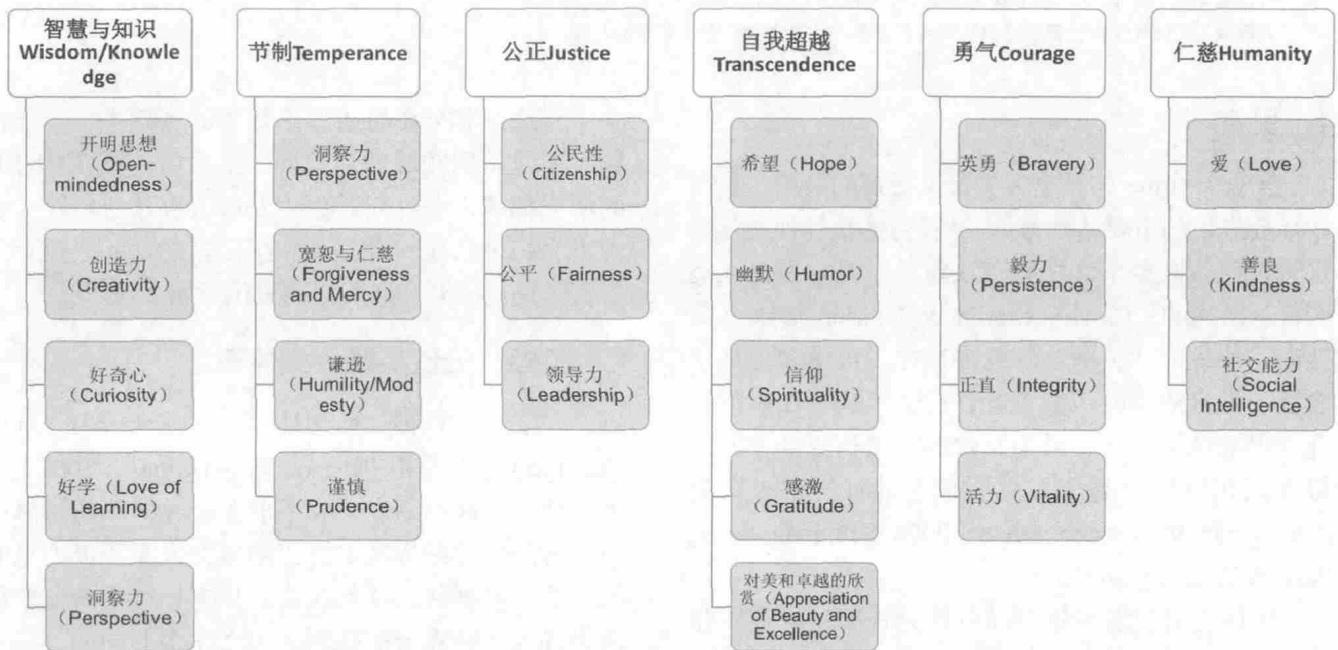 智慧与知识
Wisdom/Knowle
dge
开明思想
（Open-
mindedness）
创造力
（Creativity）
好奇心
（Curiosity）
好学（Love of
Learning）
洞察力
（Perspective）
节制Temperance
洞察力
（Perspective）
宽恕与仁慈
（Forgiveness
and Mercy）
谦逊
（Humility/Mod
esty）
谨慎
（Prudence）
公正Justice
公民性
（Citizenship）
公平（Fairness）
领导力
（Leadership）
自我超越
Transcendence
希望（Hope）
幽默（Humor）
信仰
（Spirituality）
感激
（Gratitude）
对美和卓越的欣
赏（Appreciation
of Beauty and
Excellence）
勇气Courage
英勇（Bravery）
毅力
（Persistence）
正直（Integrity）
活力（Vitality）
仁慈Humanity
爱（Love）
善良
（Kindness）
社交能力
（Social
Intelligence）